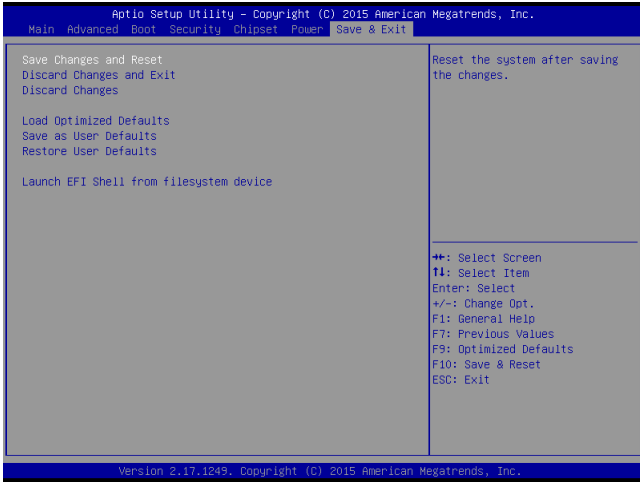 Aptio Setup Utility – Copyright (C) 2015 American Megatrends, Inc.
Main Advanced Boot Security Chipset Power Save & Exit
Save Changes and Reset
Discard Changes and Exit
Discard Changes
Load Optimized Defaults
Save as User Defaults
Restore User Defaults
Launch EFI Shell from filesystem device
Reset the system after saving
the changes.
→←: Select Screen
↑↓: Select Item
Enter: Select
+/-: Change Opt.
F1: General Help
F7: Previous Values
F9: Optimized Defaults
F10: Save & Reset
ESC: Exit
Version 2.17.1249. Copyright (C) 2015 American Megatrends, Inc.